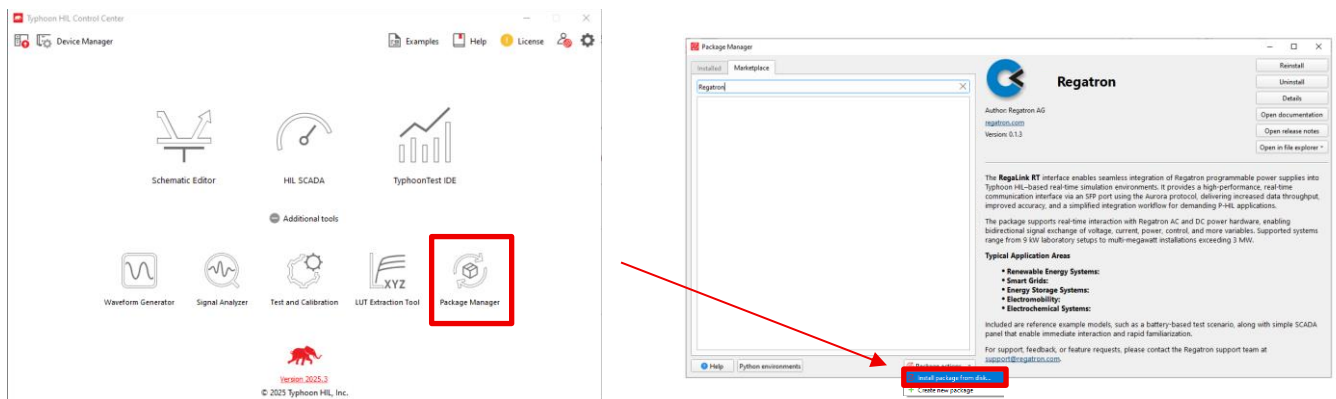 Typhoon HIL Control Center
Device Manager
Examples
Help
License
Schematic Editor
HIL SCADA
TyphoonTest IDE
Additional tools
XYZ
Waveform Generator
Signal Analyzer
Test and Calibration
LUT Extraction Tool
Package Manager
Version 2025.3
© 2025 Typhoon HIL, Inc.
Package Manager
Installed
Marketplace
Regatron
Regatron
Author: Regatron AG
regatron.com
Version: 0.1.3
Reinstall
Uninstall
Details
Open documentation
Open release notes
Open in file explorer
The RegaLink RT interface enables seamless integration of Regatron programmable power supplies into
Typhoon HIL-based real-time simulation environments. It provides a high-performance, real-time
communication interface via an SFP port using the Aurora protocol, delivering increased data throughput,
improved accuracy, and a simplified integration workflow for demanding P-HIL applications.
The package supports real-time interaction with Regatron AC and DC power hardware, enabling
bidirectional signal exchange of voltage, current, power, control, and more variables. Supported systems
range from 9 kW laboratory setups to multi-megawatt installations exceeding 3 MW.
Typical Application Areas
• Renewable Energy Systems:
• Smart Grids:
• Energy Storage Systems:
• Electromobility:
• Electrochemical Systems:
Included are reference example models, such as a battery-based test scenario, along with simple SCADA
panel that enable immediate interaction and rapid familiarization.
For support, feedback, or feature requests, please contact the Regatron support team at
support@regatron.com.
Help
Python environments
Package actions
Install package from disk...
Create new package